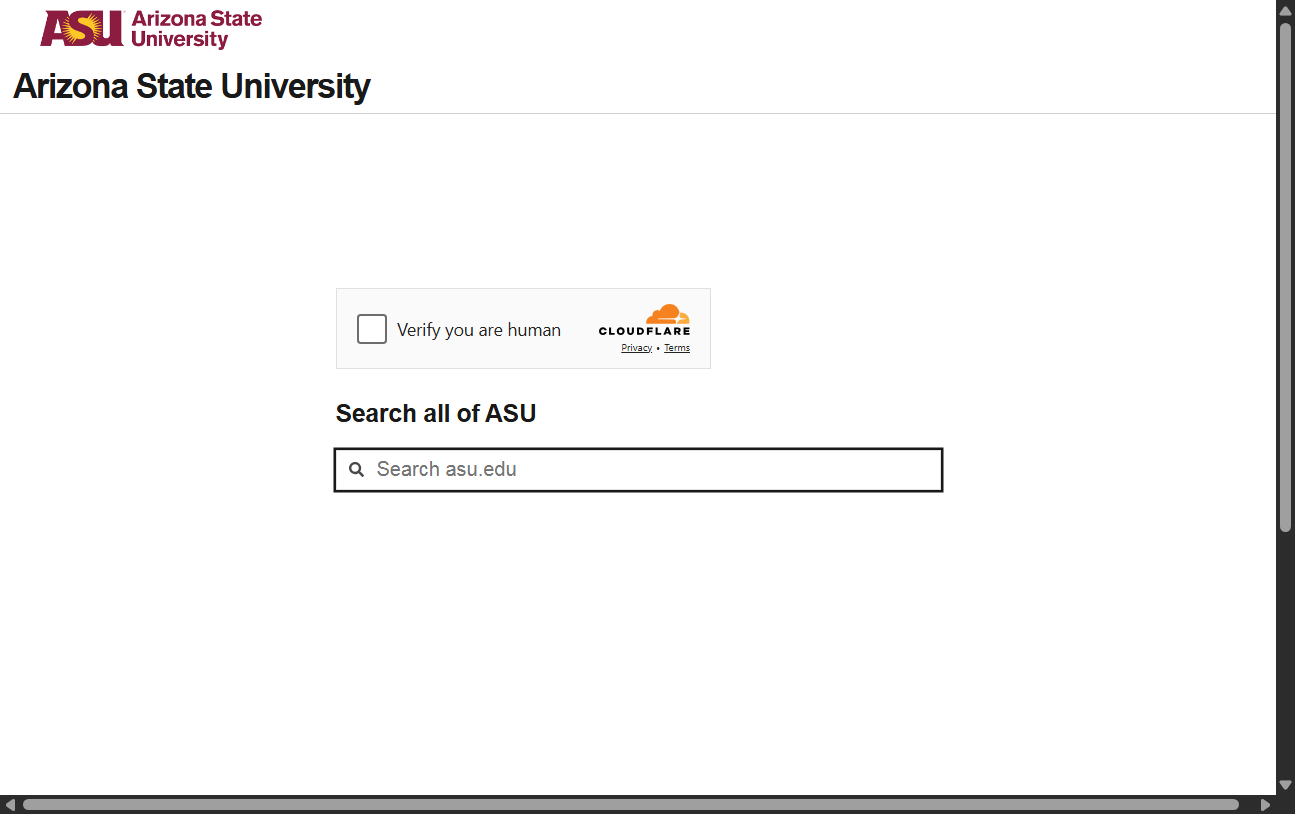 ASU Arizona State
University
Arizona State University
Verify you are human
CLOUDFLARE
Privacy • Terms
Search all of ASU
Search asu.edu